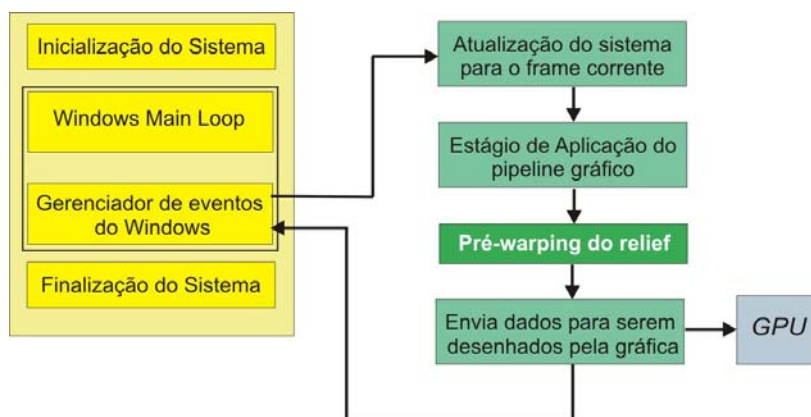 Inicialização do Sistema
Windows Main Loop
Gerenciador de eventos
do Windows
Finalização do Sistema
Atualização do sistema
para o frame corrente
Estágio de Aplicação do
pipeline gráfico
Pré-warping do relief
Envia dados para serem
desenhados pela gráfica
GPU